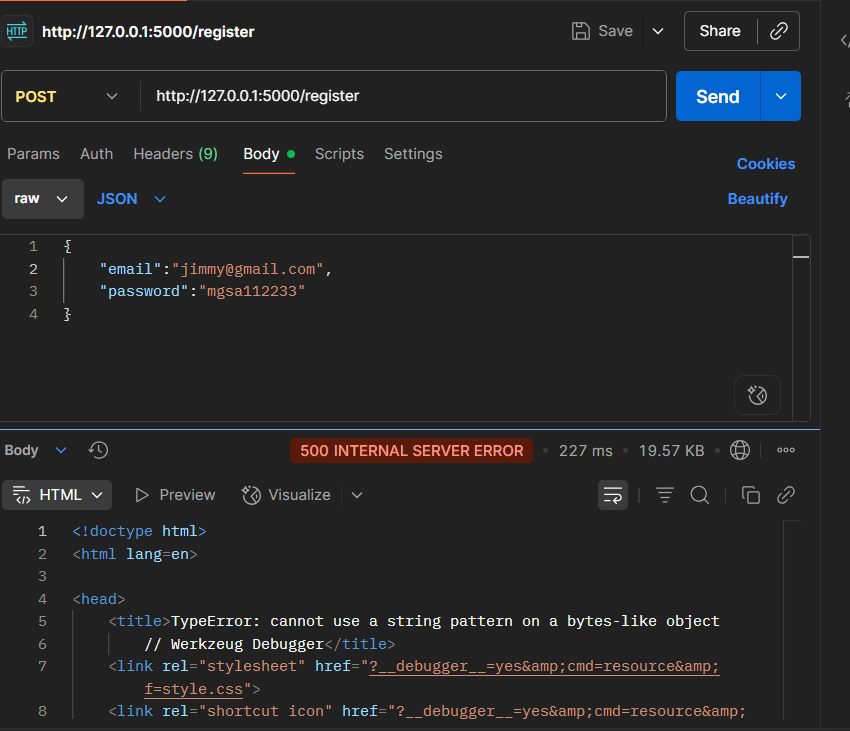 HTTP http://127.0.0.1:5000/register Save Share
POST http://127.0.0.1:5000/register Send
Params Auth Headers (9) Body Scripts Settings
Cookies
raw JSON Beautify
1 {
2 "email":"jimmy@gmail.com",
3 "password":"mgsa112233"
4 }
Body 500 INTERNAL SERVER ERROR • 227 ms • 19.57 KB •
HTML Preview Visualize
1 <!doctype html>
2 <html lang=en>
3
4 <head>
5 <title>TypeError: cannot use a string pattern on a bytes-like object
6 // Werkzeug Debugger</title>
7 <link rel="stylesheet" href="?__debugger__=yes&amp;cmd=resource&amp;
f=style.css">
8 <link rel="shortcut icon" href="?__debugger__=yes&amp;cmd=resource&amp;